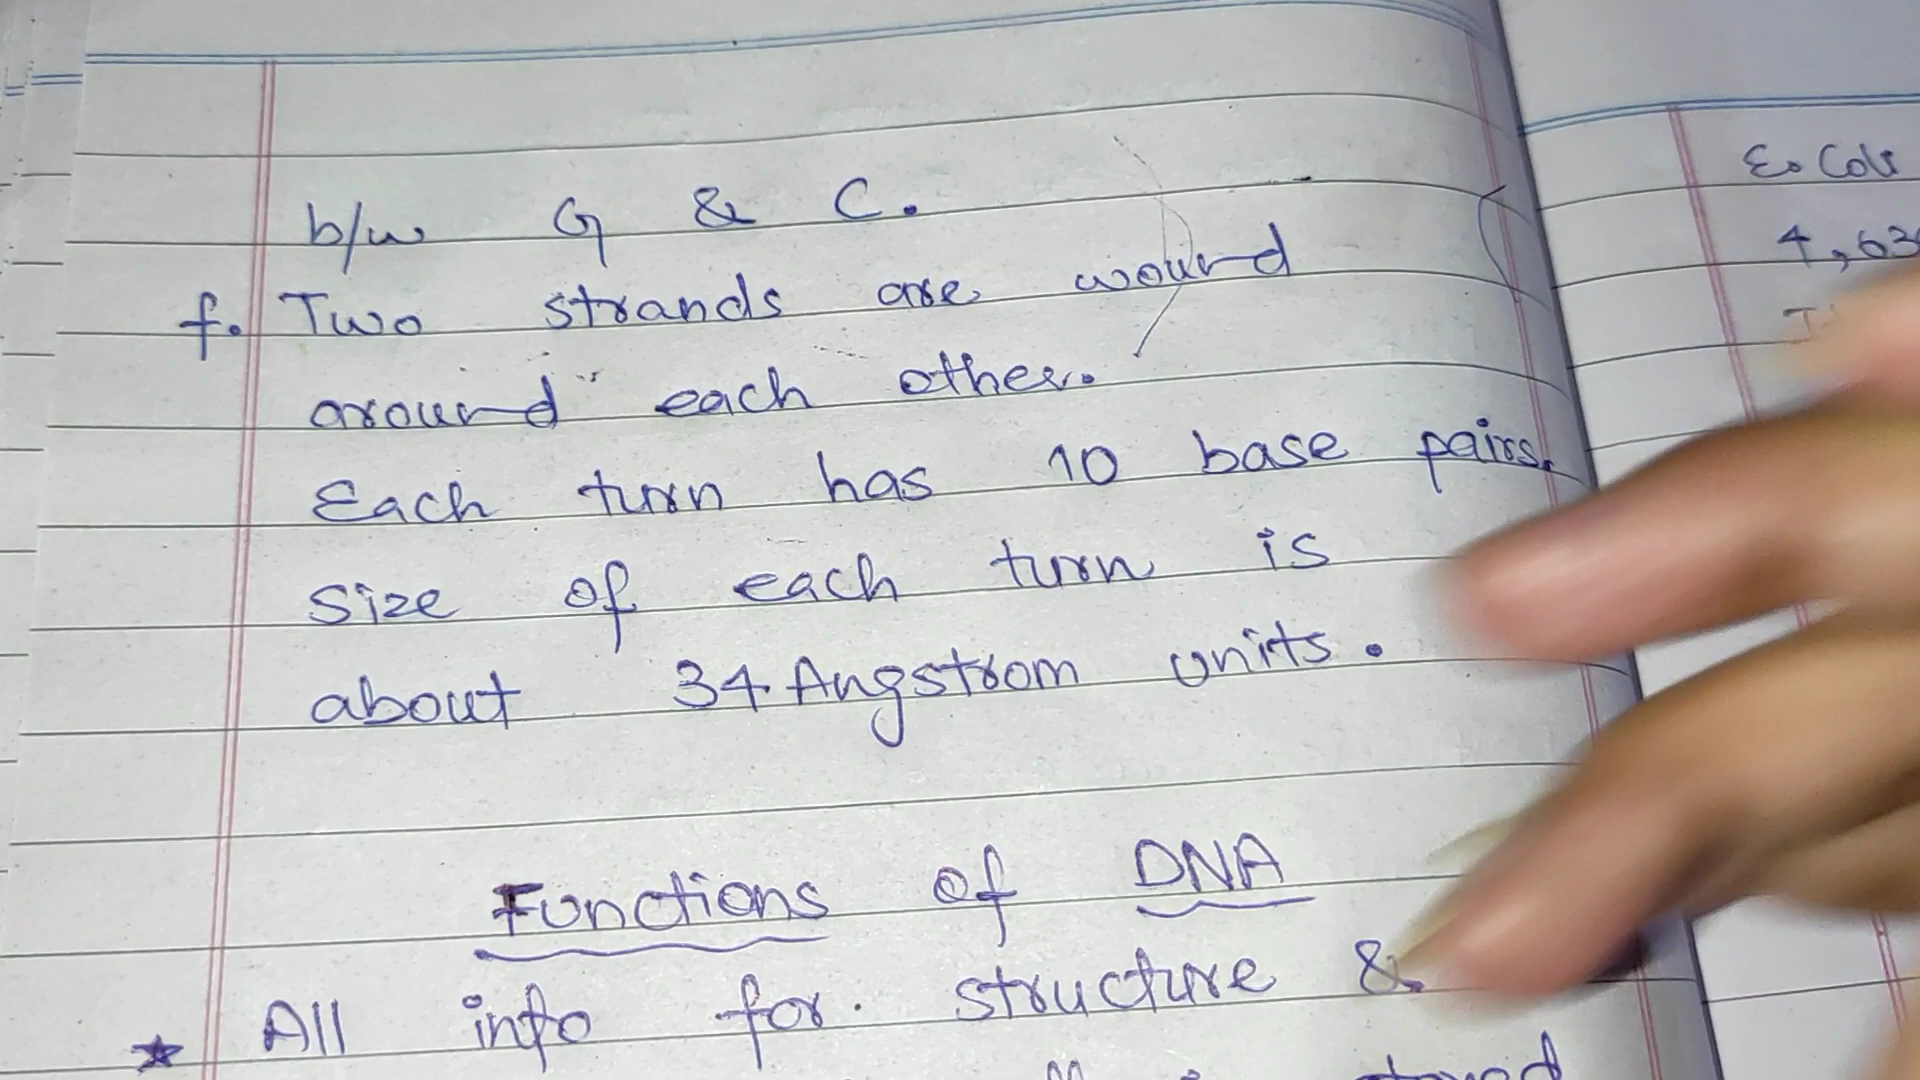 b/w G & C.
f. Two strands are wound
around each other.
Each turn has 10 base pairs.
size of each turn is
about 34 Angstrom units.
Functions of DNA
★ All info for structure &
stored
E. Coli
4,63